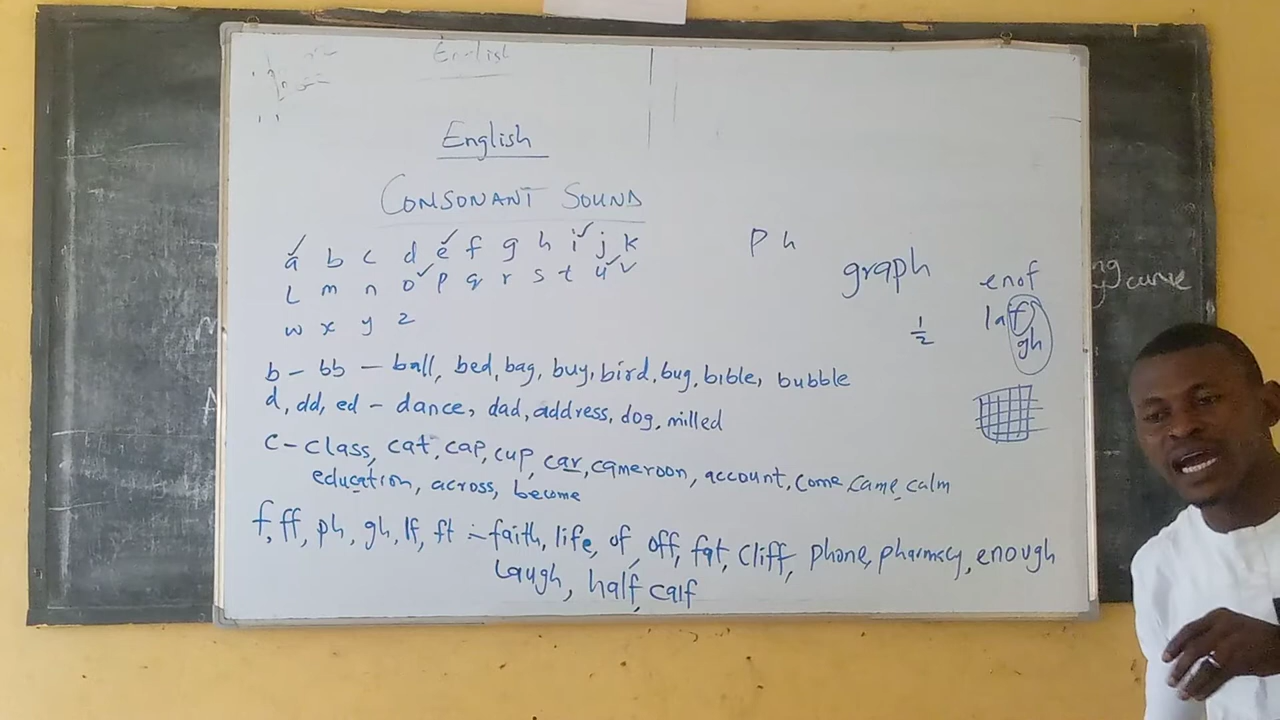 English
English
CONSONANT SOUND
a b c d e f g h i j k
L m n o p q r s t u v
w x y z
b - bb - ball, bed, bag, buy, bird, bug, bible, bubble
d, dd, ed - dance, dad, address, dog, milled
c - class, cat, cap, cup, car, cameroon, account, come, came, calm
education, across, become
f, ff, ph, gh, lf, ft :- faith, life, of, off, fat, cliff, phone, pharmacy, enough
Laugh, half, calf
p h
graph
1/2
enof
laf
gh
curve